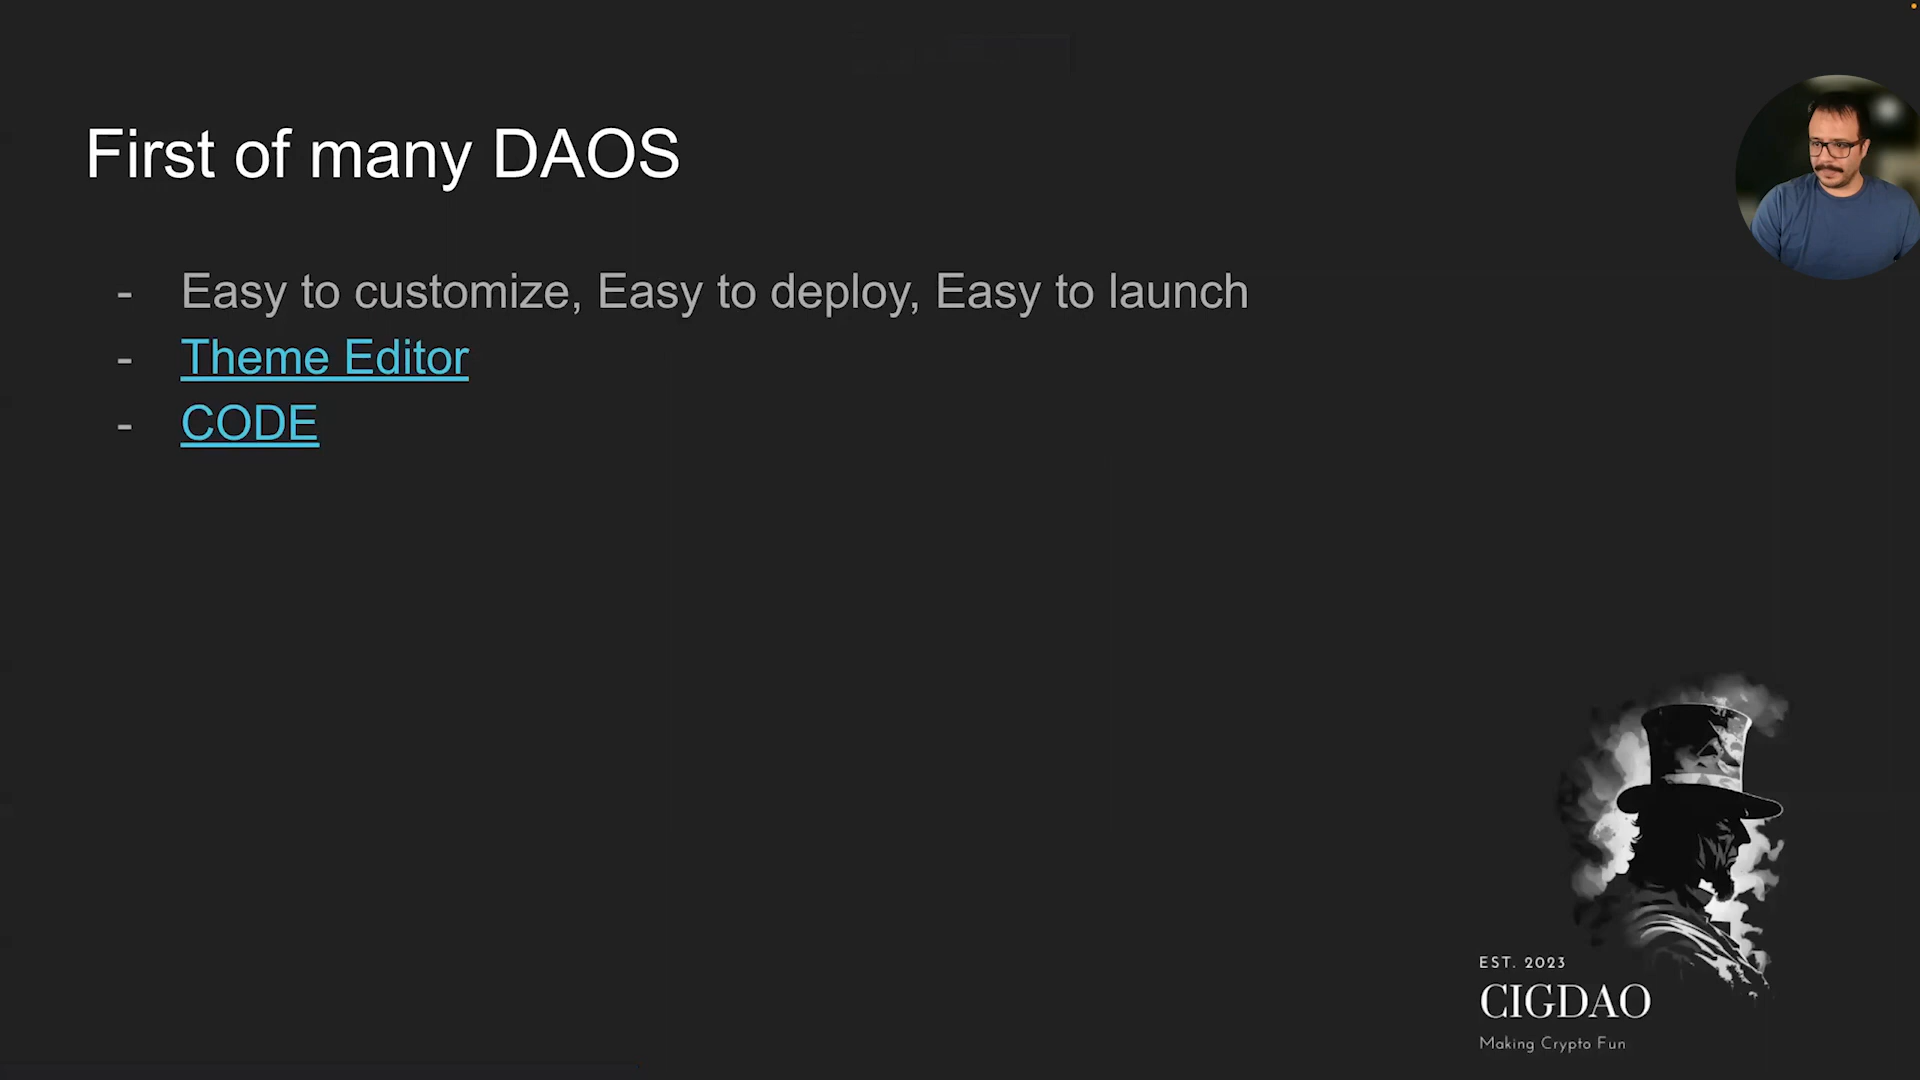 First of many DAOS
- Easy to customize, Easy to deploy, Easy to launch
- Theme Editor
- CODE
EST. 2023
CIGDAO
Making Crypto Fun